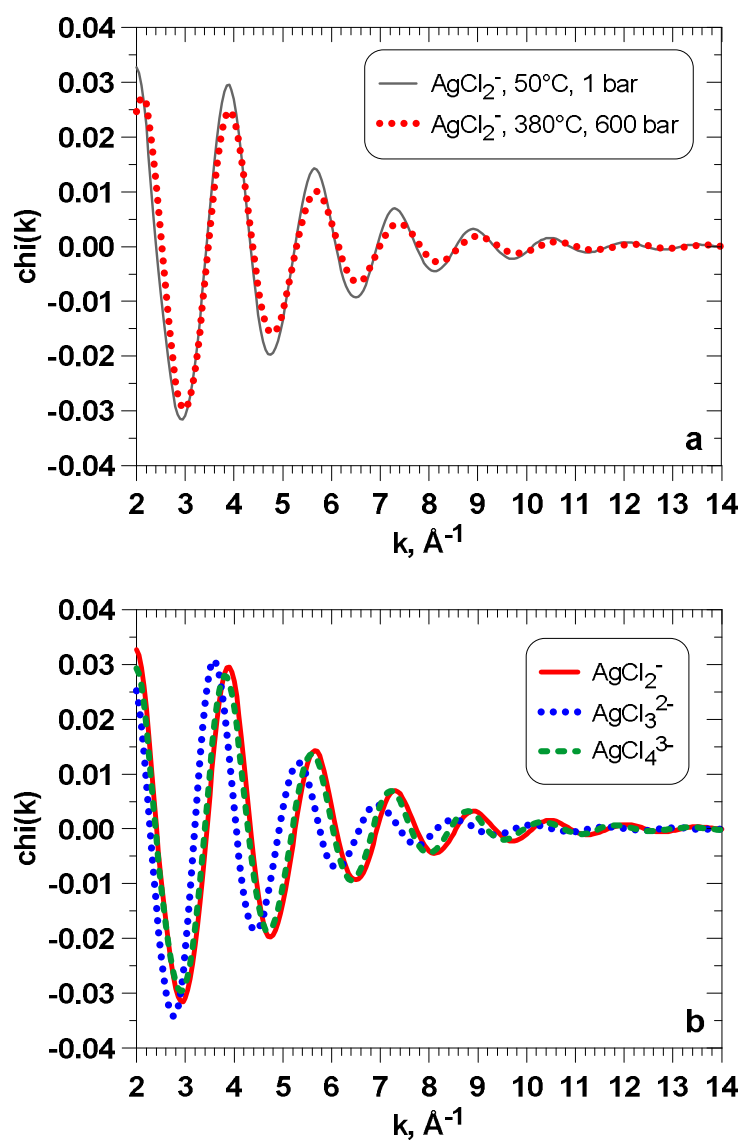 0.04
0.03
0.02
0.01
0.00
-0.01
-0.02
-0.03
-0.04
chi(k)
AgCl₂⁻, 50°C, 1 bar
AgCl₂⁻, 380°C, 600 bar
a
2 3 4 5 6 7 8 9 10 11 12 13 14
k, Å⁻¹
0.04
0.03
0.02
0.01
0.00
-0.01
-0.02
-0.03
-0.04
chi(k)
AgCl₂⁻
AgCl₃²⁻
AgCl₄³⁻
b
2 3 4 5 6 7 8 9 10 11 12 13 14
k, Å⁻¹